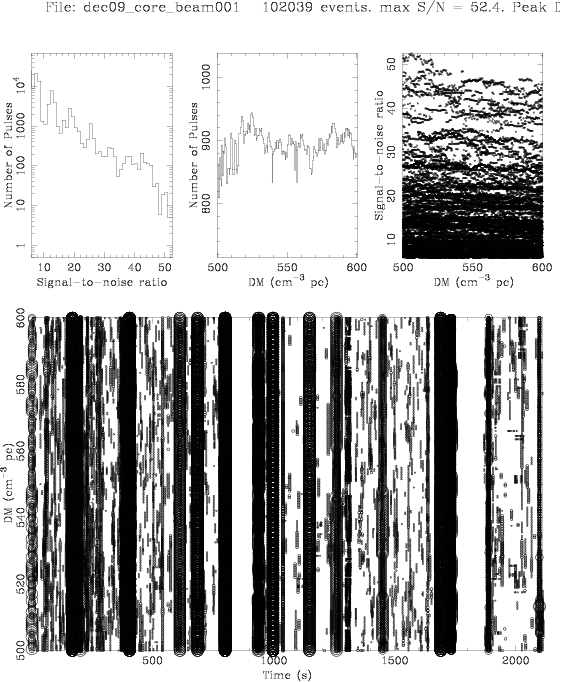 File: dec09_core_beam001 102039 events. max S/N = 52.4. Peak D
Number of Pulses
1
10
100
1000
10⁴
10 20 30 40 50
Signal-to-noise ratio
Number of Pulses
800
900
1000
500 550 600
DM (cm⁻³ pc)
Signal-to-noise ratio
10
20
30
40
50
500 550 600
DM (cm⁻³ pc)
DM (cm⁻³ pc)
500
520
540
560
580
600
500 1000 1500 2000
Time (s)